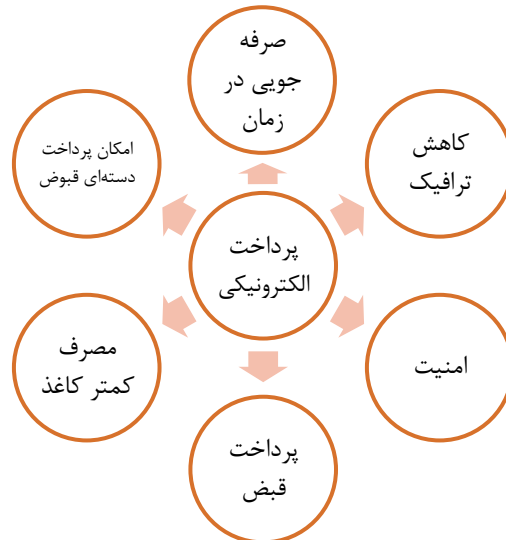 صرفه
جویی در
زمان
کاهش
ترافیک
امکان پرداخت
دسته‌ای قبوض
پرداخت
الکترونیکی
مصرف
کمتر کاغذ
امنیت
پرداخت
قبض